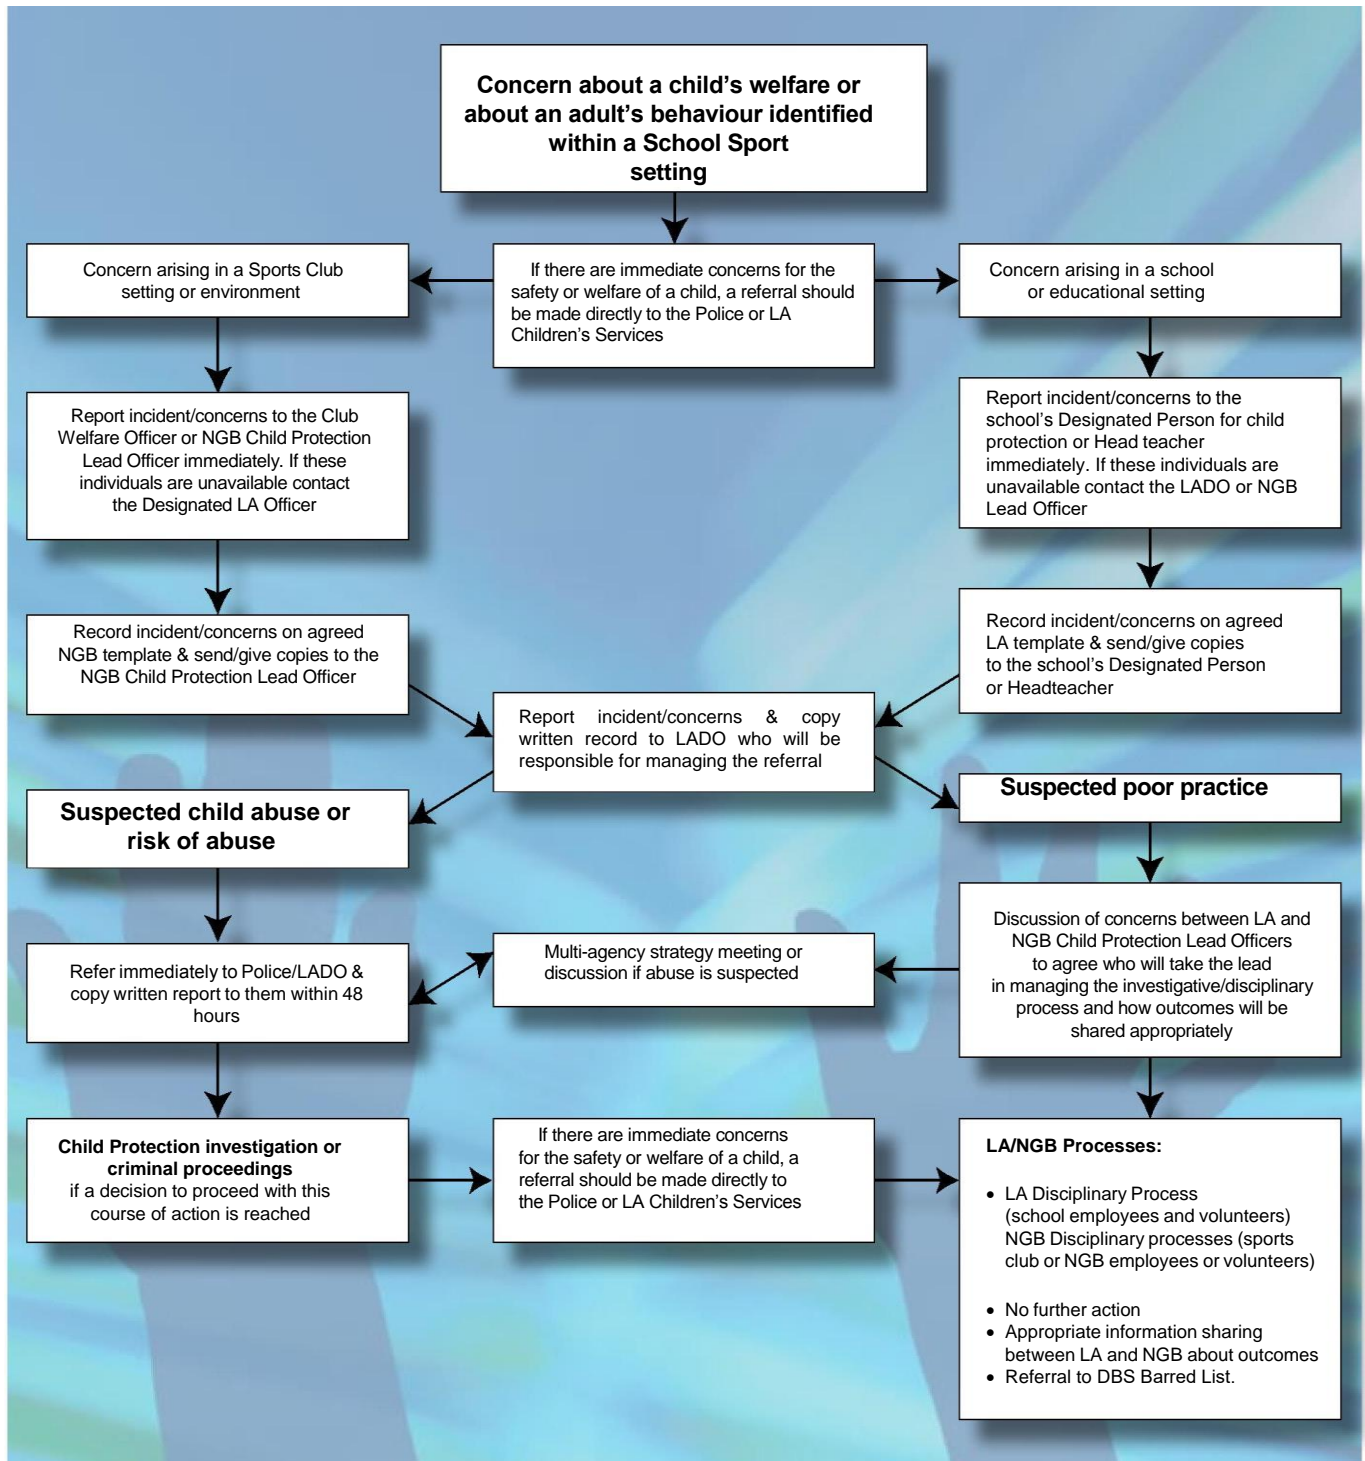 Concern about a child’s welfare or
about an adult’s behaviour identified
within a School Sport
setting
Concern arising in a Sports Club
setting or environment
If there are immediate concerns for the
safety or welfare of a child, a referral should
be made directly to the Police or LA
Children’s Services
Concern arising in a school
or educational setting
Report incident/concerns to the Club
Welfare Officer or NGB Child Protection
Lead Officer immediately. If these
individuals are unavailable contact
the Designated LA Officer
Report incident/concerns to the
school’s Designated Person for child
protection or Head teacher
immediately. If these individuals are
unavailable contact the LADO or NGB
Lead Officer
Record incident/concerns on agreed
NGB template & send/give copies to the
NGB Child Protection Lead Officer
Record incident/concerns on agreed
LA template & send/give copies
to the school’s Designated Person
or Headteacher
Report incident/concerns & copy
written record to LADO who will be
responsible for managing the referral
Suspected child abuse or
risk of abuse
Suspected poor practice
Refer immediately to Police/LADO &
copy written report to them within 48
hours
Multi-agency strategy meeting or
discussion if abuse is suspected
Discussion of concerns between LA and
NGB Child Protection Lead Officers
to agree who will take the lead
in managing the investigative/disciplinary
process and how outcomes will be
shared appropriately
Child Protection investigation or
criminal proceedings
if a decision to proceed with this
course of action is reached
If there are immediate concerns
for the safety or welfare of a child, a
referral should be made directly to
the Police or LA Children’s Services
LA/NGB Processes:
• LA Disciplinary Process
(school employees and volunteers)
NGB Disciplinary processes (sports
club or NGB employees or volunteers)
• No further action
• Appropriate information sharing
between LA and NGB about outcomes
• Referral to DBS Barred List.